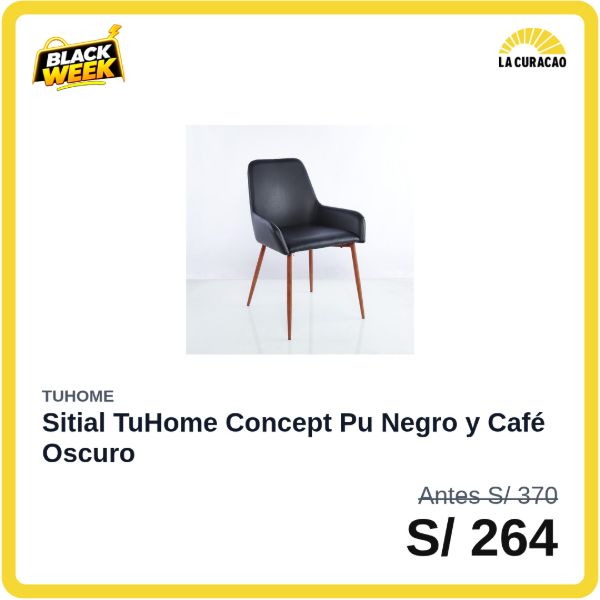 BLACK
WEEK
LA CURACAO
TUHOME
Sitial TuHome Concept Pu Negro y Café
Oscuro
Antes S/ 370
S/ 264